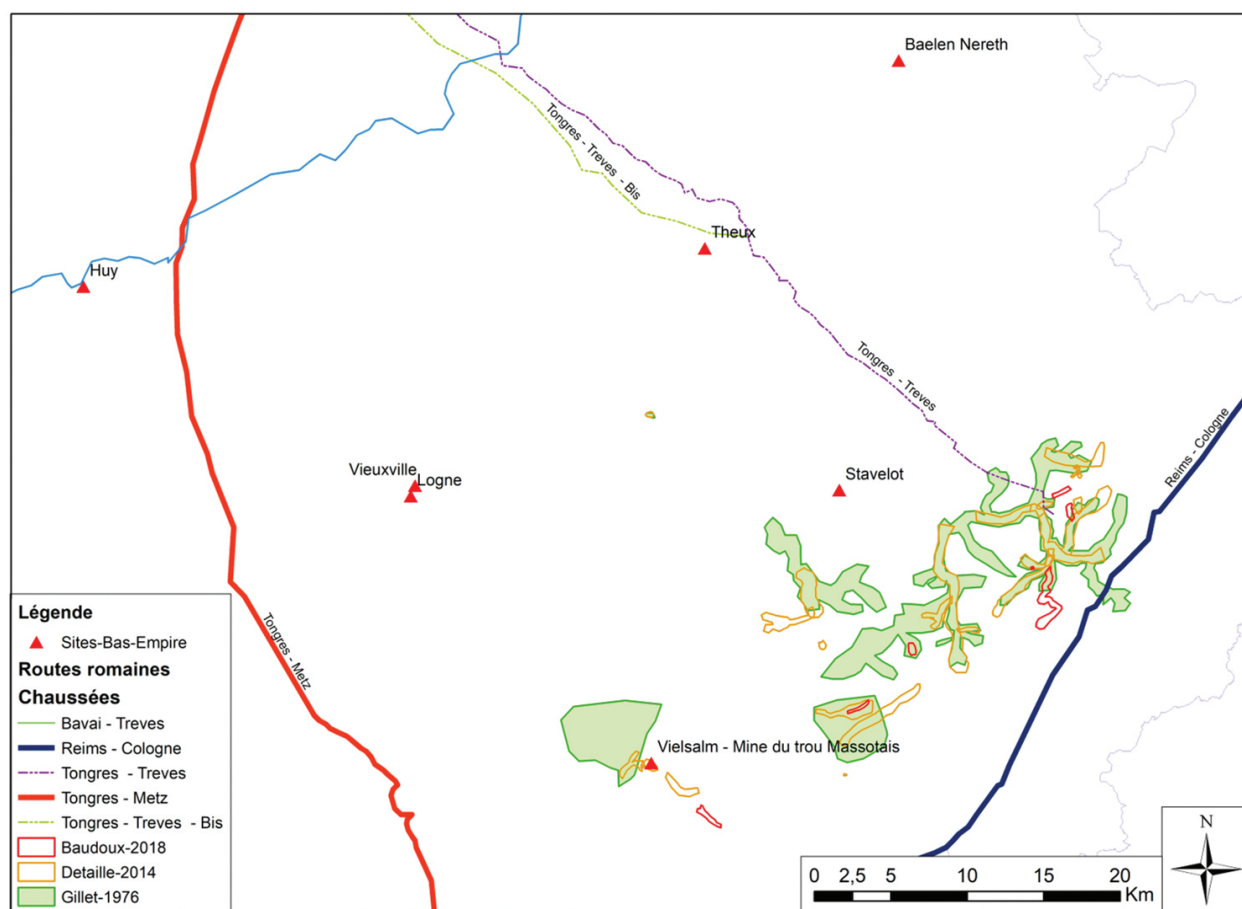 Baelen Nereth
Tongres - Treves - Bis
Theux
Huy
Tongres - Treves
Reims - Cologne
Vieuxville
Logne
Stavelot
Tongres - Metz
Vielsalm - Mine du trou Massotais
Légende
Sites-Bas-Empire
Routes romaines
Chaussées
Bavai - Treves
Reims - Cologne
Tongres - Treves
Tongres - Metz
Tongres - Treves - Bis
Baudoux-2018
Detaille-2014
Gillet-1976
0 2,5 5 10 15 20
Km
N